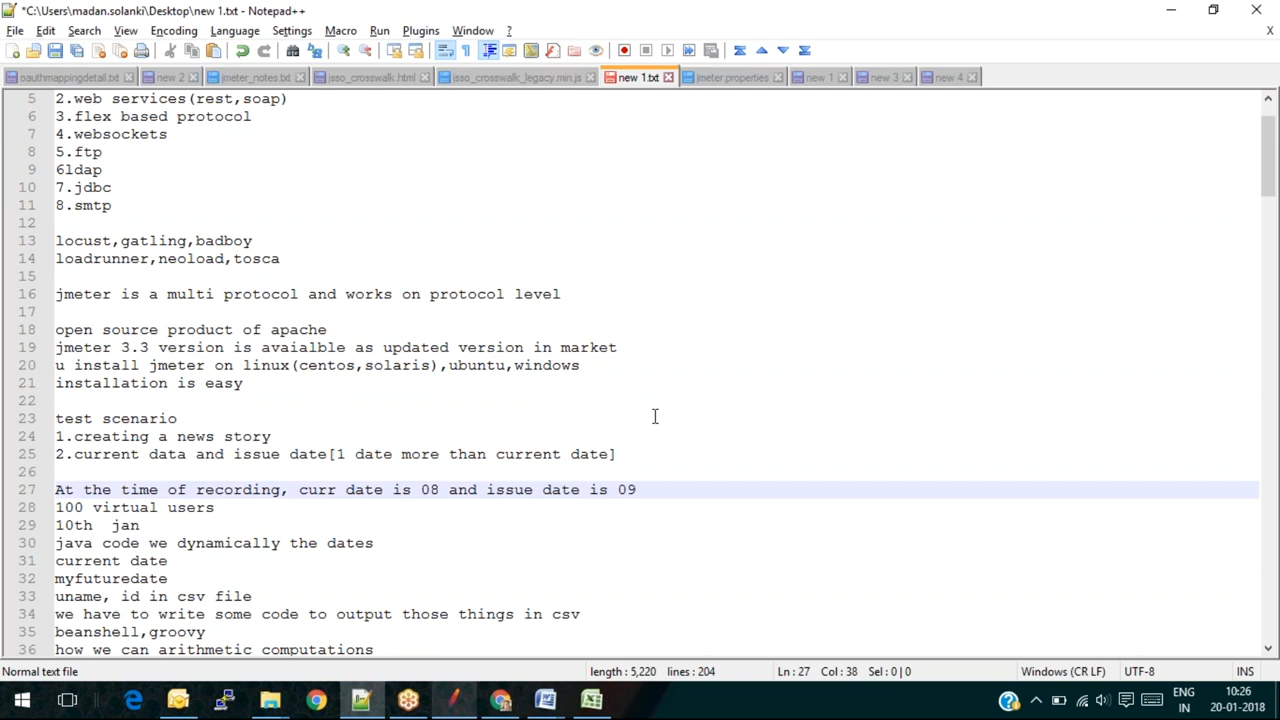 *C:\Users\madan.solanki\Desktop\new 1.txt - Notepad++
File Edit Search View Encoding Language Settings Macro Run Plugins Window ? X
oauthmappingdetail.txt new 2 jmeter_notes.txt jsso_crosswalk.html jsso_crosswalk_legacy.min.js new 1.txt jmeter.properties new 1 new 3 new 4
5 2.web services(rest,soap)
6 3.flex based protocol
7 4.websockets
8 5.ftp
9 6ldap
10 7.jdbc
11 8.smtp
12
13 locust,gatling,badboy
14 loadrunner,neoload,tosca
15
16 jmeter is a multi protocol and works on protocol level
17
18 open source product of apache
19 jmeter 3.3 version is avaialble as updated version in market
20 u install jmeter on linux(centos,solaris),ubuntu,windows
21 installation is easy
22
23 test scenario
24 1.creating a news story
25 2.current data and issue date[1 date more than current date]
26
27 At the time of recording, curr date is 08 and issue date is 09
28 100 virtual users
29 10th  jan
30 java code we dynamically the dates
31 current date
32 myfuturedate
33 uname, id in csv file
34 we have to write some code to output those things in csv
35 beanshell,groovy
36 how we can arithmetic computations
Normal text file length : 5,220 lines : 204 Ln : 27 Col : 38 Sel : 0 | 0 Windows (CR LF) UTF-8 INS
ENG 10:26
IN 20-01-2018